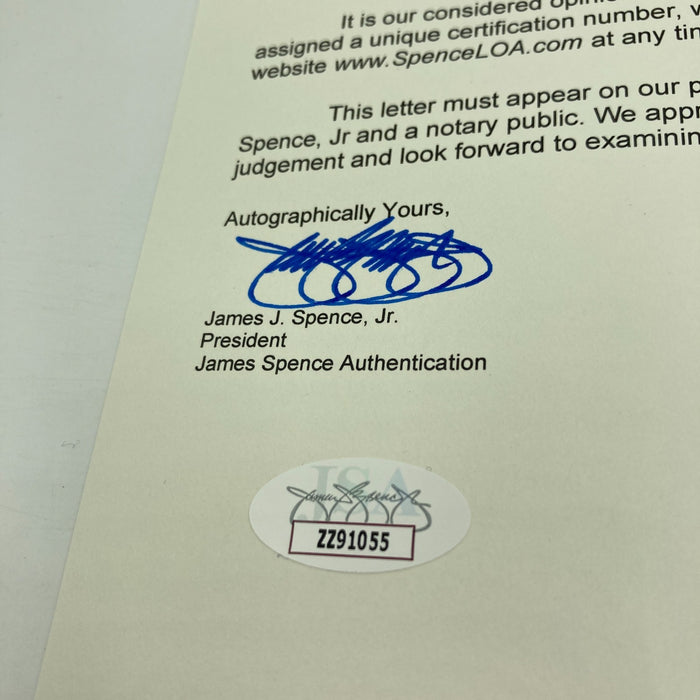 It is our considered
assigned a unique certification number,
website www.SpenceLOA.com at any
This letter must appear on our
Spence, Jr and a notary public. We
judgement and look forward to
Autographically Yours,
James J. Spence, Jr.
President
James Spence Authentication
JSA
James Spence
ZZ91055